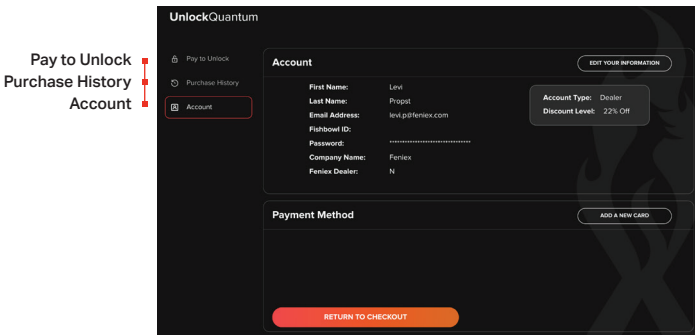 UnlockQuantum
Pay to Unlock
Purchase History
Account
Pay to Unlock
Purchase History
Account
Account
EDIT YOUR INFORMATION
First Name: Levi
Last Name: Propst
Email Address: levi.p@feniex.com
Fishbowl ID:
Password: ******************************
Company Name: Feniex
Feniex Dealer: N
Account Type: Dealer
Discount Level: 22% Off
Payment Method
ADD A NEW CARD
RETURN TO CHECKOUT